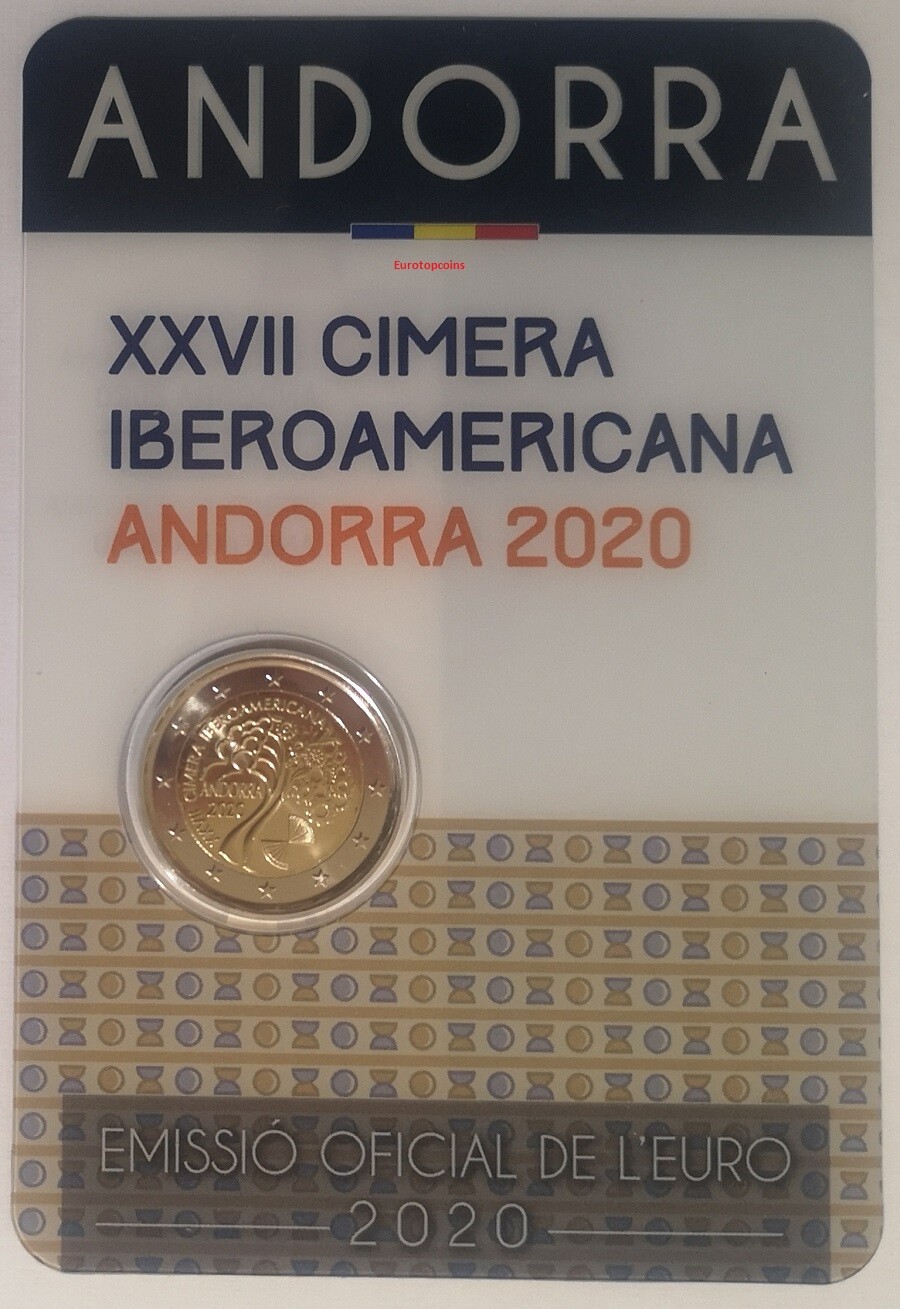 ANDORRA
Eurotopcoins
XXVII CIMERA
IBEROAMERICANA
ANDORRA 2020
XXVII CIMERA IBEROAMERICANA
ANDORRA
2020
EMISSIÓ OFICIAL DE L'EURO
2020